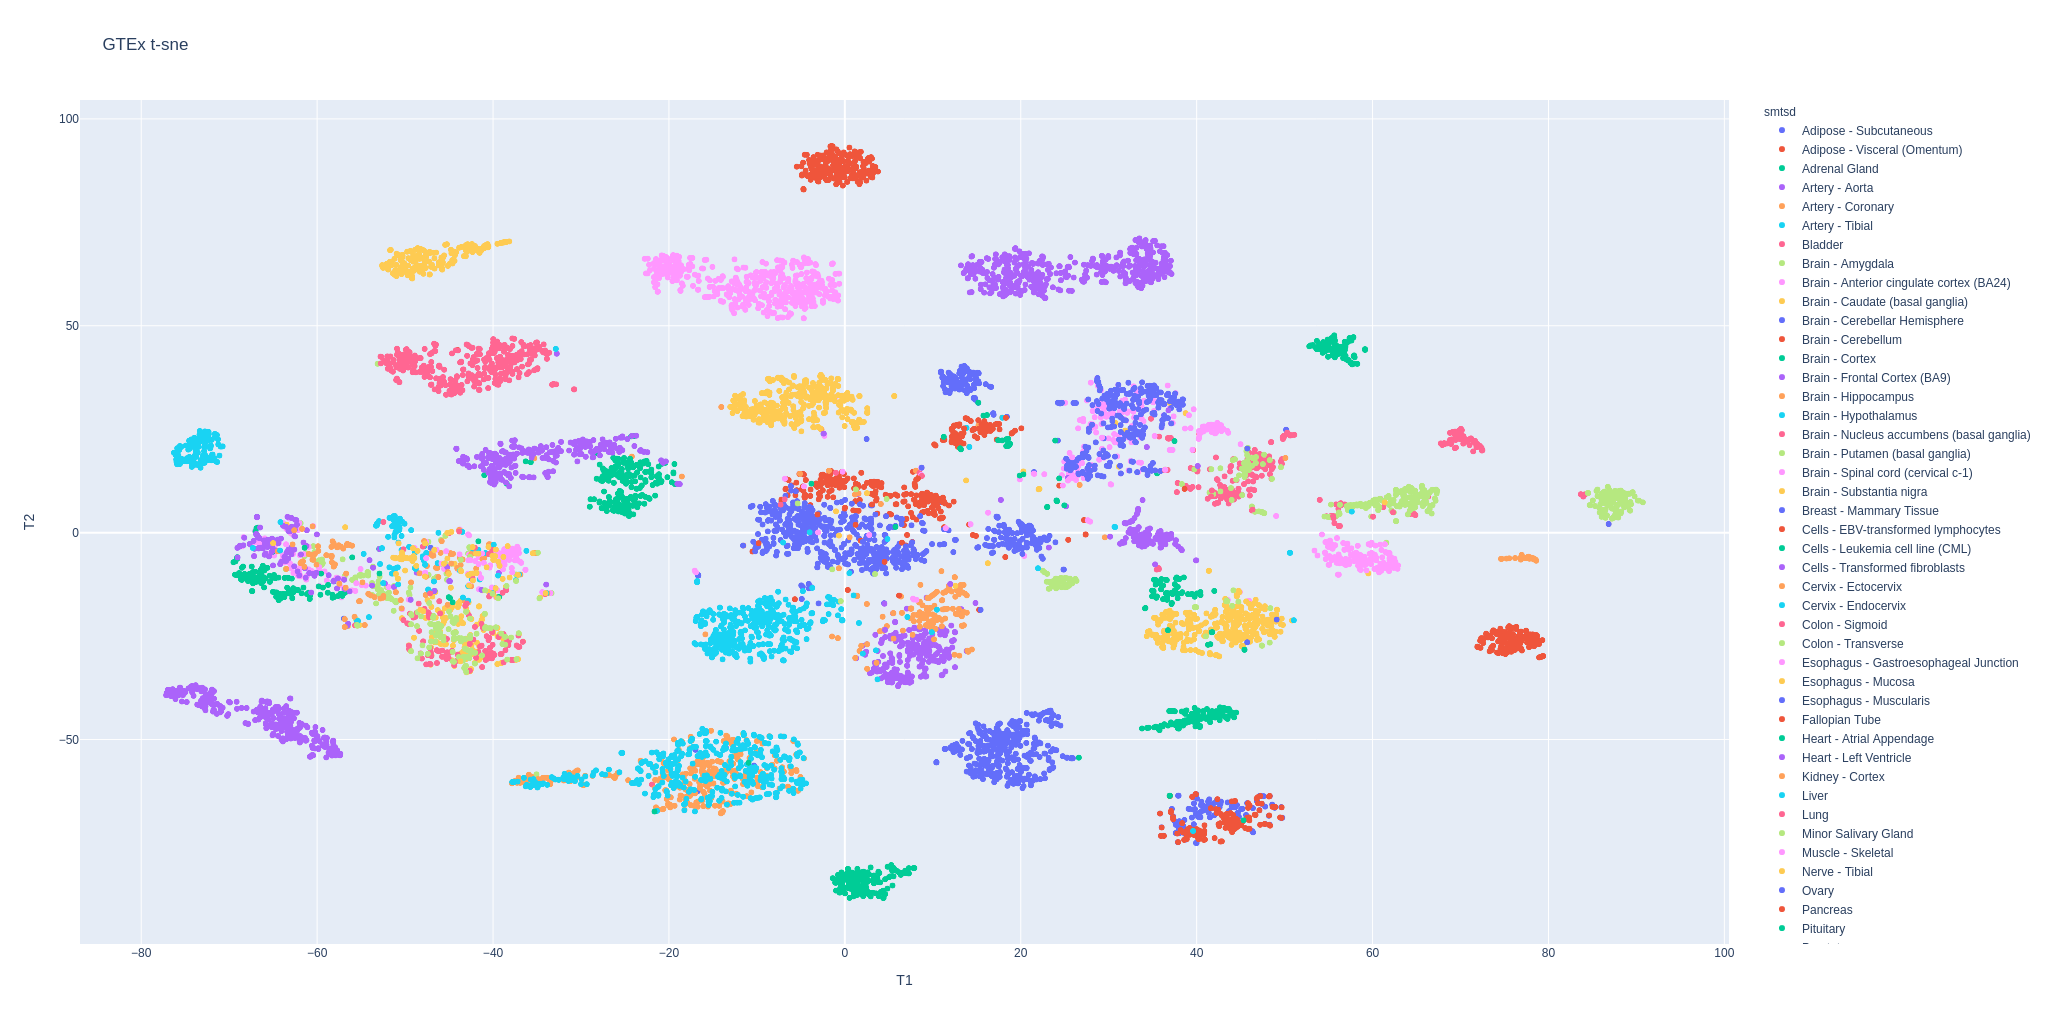 GTEx t-sne
100
50
0
−50
−80
−60
−40
−20
0
20
40
60
80
100
T1
T2
smtsd
Adipose - Subcutaneous
Adipose - Visceral (Omentum)
Adrenal Gland
Artery - Aorta
Artery - Coronary
Artery - Tibial
Bladder
Brain - Amygdala
Brain - Anterior cingulate cortex (BA24)
Brain - Caudate (basal ganglia)
Brain - Cerebellar Hemisphere
Brain - Cerebellum
Brain - Cortex
Brain - Frontal Cortex (BA9)
Brain - Hippocampus
Brain - Hypothalamus
Brain - Nucleus accumbens (basal ganglia)
Brain - Putamen (basal ganglia)
Brain - Spinal cord (cervical c-1)
Brain - Substantia nigra
Breast - Mammary Tissue
Cells - EBV-transformed lymphocytes
Cells - Leukemia cell line (CML)
Cells - Transformed fibroblasts
Cervix - Ectocervix
Cervix - Endocervix
Colon - Sigmoid
Colon - Transverse
Esophagus - Gastroesophageal Junction
Esophagus - Mucosa
Esophagus - Muscularis
Fallopian Tube
Heart - Atrial Appendage
Heart - Left Ventricle
Kidney - Cortex
Liver
Lung
Minor Salivary Gland
Muscle - Skeletal
Nerve - Tibial
Ovary
Pancreas
Pituitary